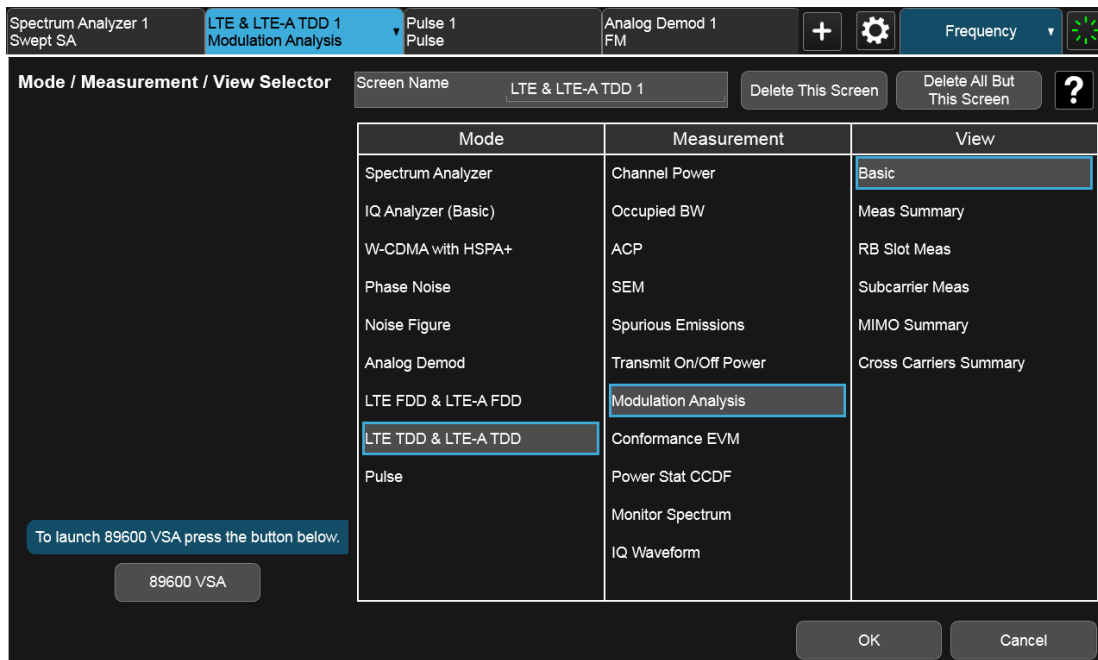 Spectrum Analyzer 1
Swept SA
LTE & LTE-A TDD 1
Modulation Analysis
Pulse 1
Pulse
Analog Demod 1
FM
+
Frequency
Mode / Measurement / View Selector
Screen Name
LTE & LTE-A TDD 1
Delete This Screen
Delete All But
This Screen
?
Mode
Measurement
View
Spectrum Analyzer
Channel Power
Basic
IQ Analyzer (Basic)
Occupied BW
Meas Summary
W-CDMA with HSPA+
ACP
RB Slot Meas
Phase Noise
SEM
Subcarrier Meas
Noise Figure
Spurious Emissions
MIMO Summary
Analog Demod
Transmit On/Off Power
Cross Carriers Summary
LTE FDD & LTE-A FDD
Modulation Analysis
LTE TDD & LTE-A TDD
Conformance EVM
Pulse
Power Stat CCDF
Monitor Spectrum
IQ Waveform
To launch 89600 VSA press the button below.
89600 VSA
OK
Cancel